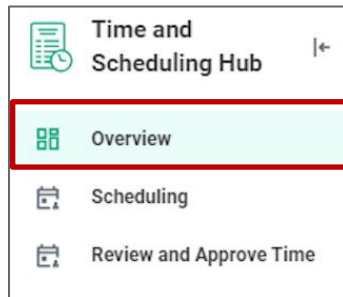 Time and
Scheduling Hub
Overview
Scheduling
Review and Approve Time